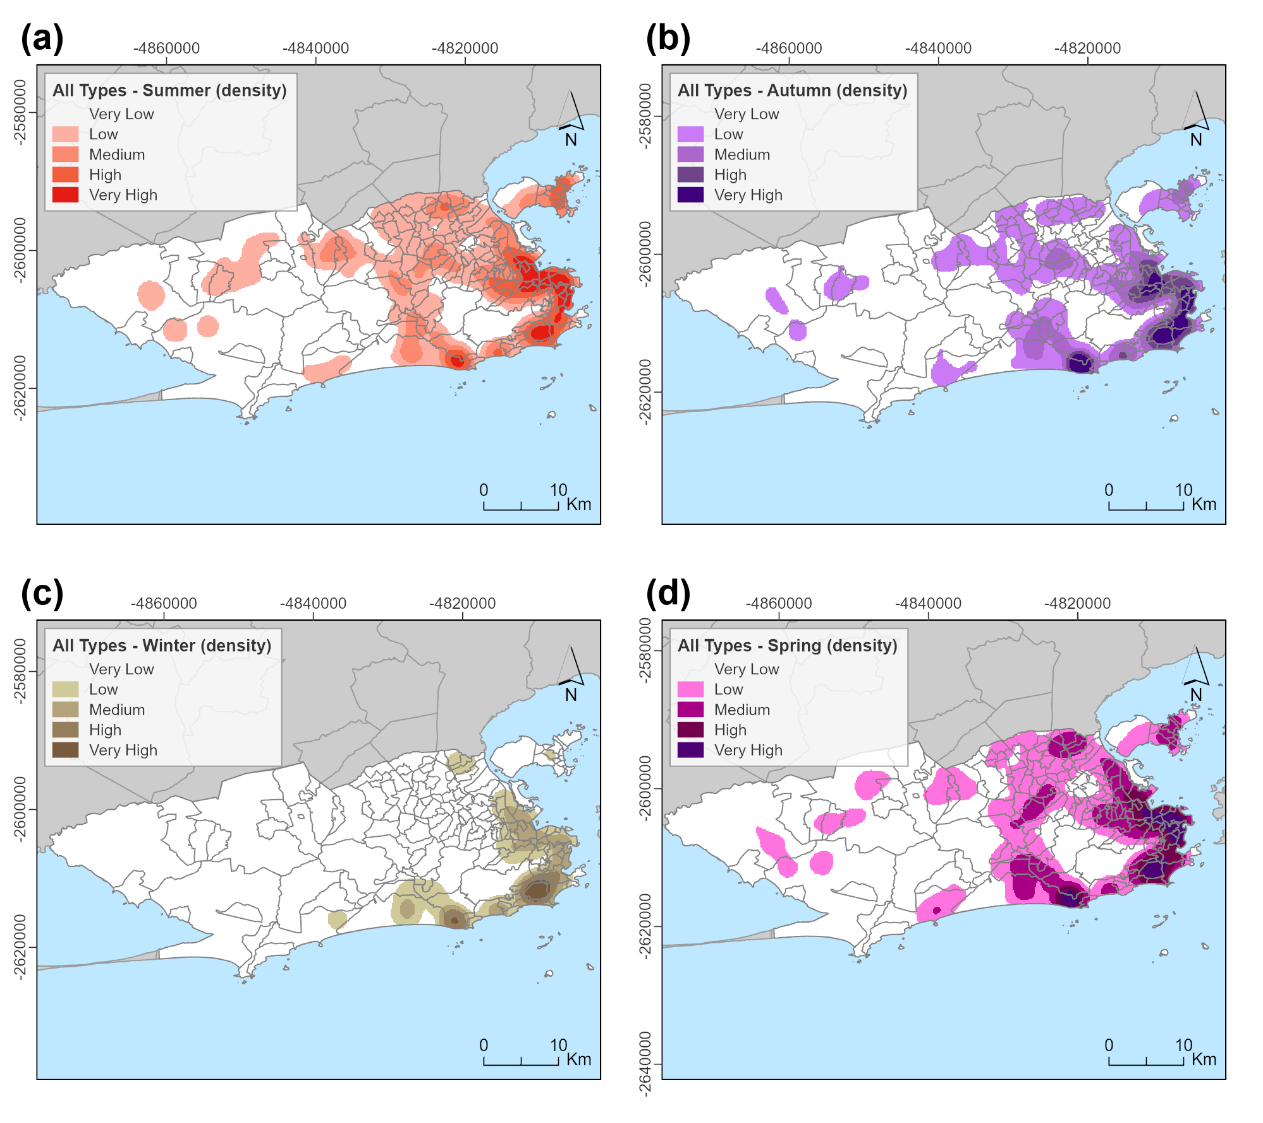 (a)
-4860000 -4840000 -4820000
-2580000
-2600000
-2620000
All Types - Summer (density)
Very Low
Low
Medium
High
Very High
N
0 10
Km
(b)
-4860000 -4840000 -4820000
-2580000
-2600000
-2620000
All Types - Autumn (density)
Very Low
Low
Medium
High
Very High
N
0 10
Km
(c)
-4860000 -4840000 -4820000
-2580000
-2600000
-2620000
All Types - Winter (density)
Very Low
Low
Medium
High
Very High
N
0 10
Km
(d)
-4860000 -4840000 -4820000
-2580000
-2600000
-2620000
-2640000
All Types - Spring (density)
Very Low
Low
Medium
High
Very High
N
0 10
Km